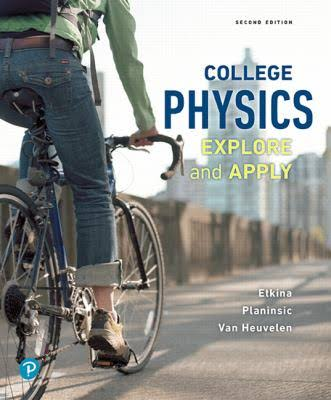 SECOND EDITION
COLLEGE
PHYSICS
EXPLORE
and APPLY
Etkina
Planinsic
Van Heuvelen
P